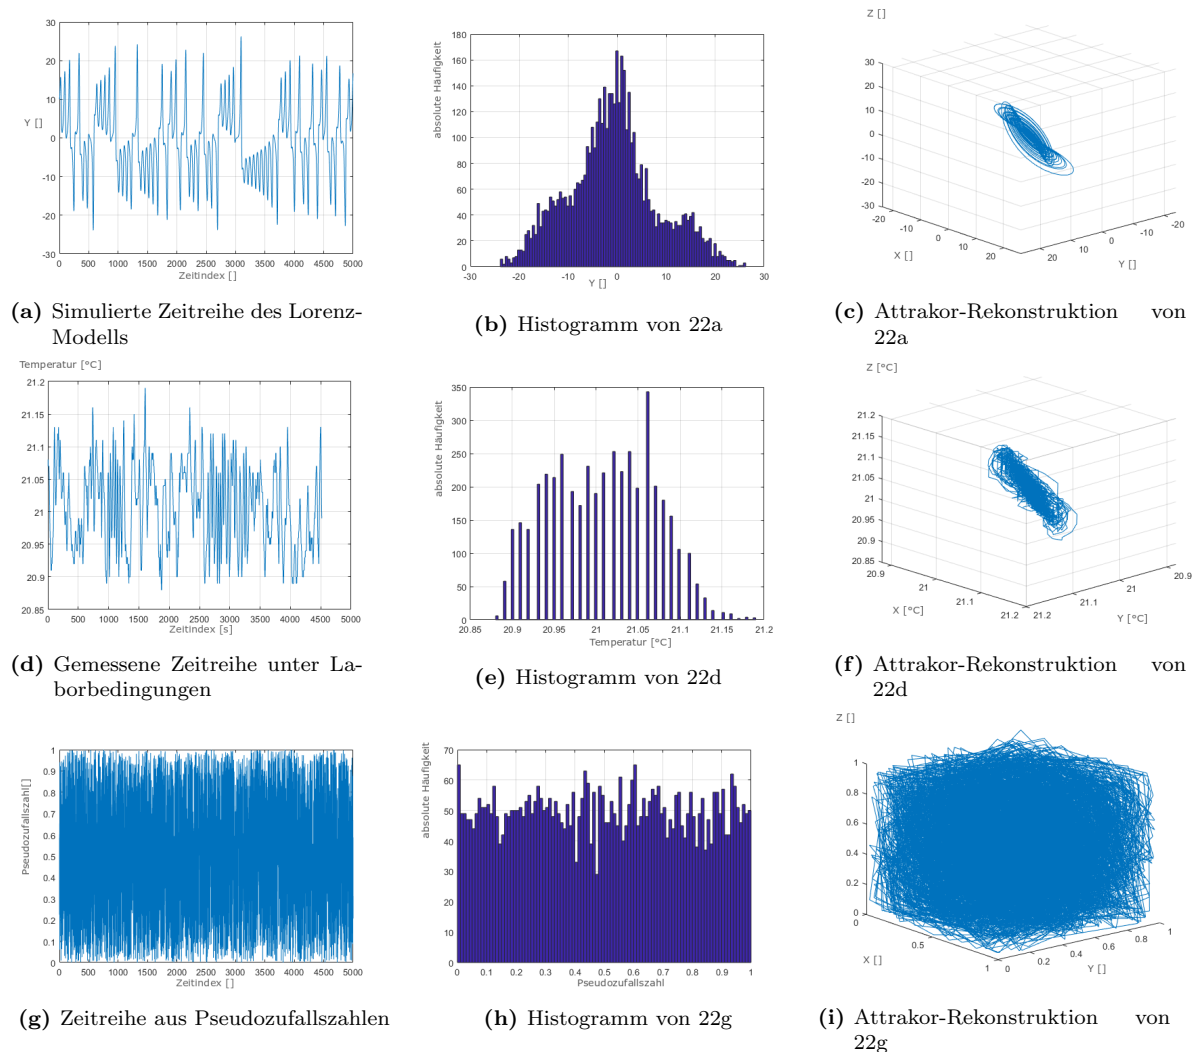 30
20
10
0
-10
-20
-30
Y []
0 500 1000 1500 2000 2500 3000 3500 4000 4500 5000
Zeitindex []
(a) Simulierte Zeitreihe des Lorenz-
Modells
absolute Häufigkeit
180
160
140
120
100
80
60
40
20
0
-30 -20 -10 0 10 20 30
Y []
(b) Histogramm von 22a
Z []
30
20
10
0
-10
-20
-30
-20 -10 0 10 20
X []
20 10 0 -10 -20
Y []
(c) Attrakor-Rekonstruktion von
22a
Temperatur [°C]
21.2
21.15
21.1
21.05
21
20.95
20.9
20.85
0 500 1000 1500 2000 2500 3000 3500 4000 4500 5000
Zeitindex [s]
(d) Gemessene Zeitreihe unter La-
borbedingungen
absolute Häufigkeit
350
300
250
200
150
100
50
0
20.85 20.9 20.95 21 21.05 21.1 21.15 21.2
Temperatur [°C]
(e) Histogramm von 22d
Z [°C]
21.2
21.15
21.1
21.05
21
20.95
20.9
20.85
20.9 21 21.1 21.2
X [°C]
21.2 21.1 21 20.9
Y [°C]
(f) Attrakor-Rekonstruktion von
22d
Pseudozufallszahl[]
1
0.9
0.8
0.7
0.6
0.5
0.4
0.3
0.2
0.1
0
0 500 1000 1500 2000 2500 3000 3500 4000 4500 5000
Zeitindex []
(g) Zeitreihe aus Pseudozufallszahlen
absolute Häufigkeit
70
60
50
40
30
20
10
0
0 0.1 0.2 0.3 0.4 0.5 0.6 0.7 0.8 0.9 1
Pseudozufallszahl
(h) Histogramm von 22g
Z []
1
0.8
0.6
0.4
0.2
0
0 0.5 1
X []
0 0.2 0.4 0.6 0.8 1
Y []
(i) Attrakor-Rekonstruktion von
22g